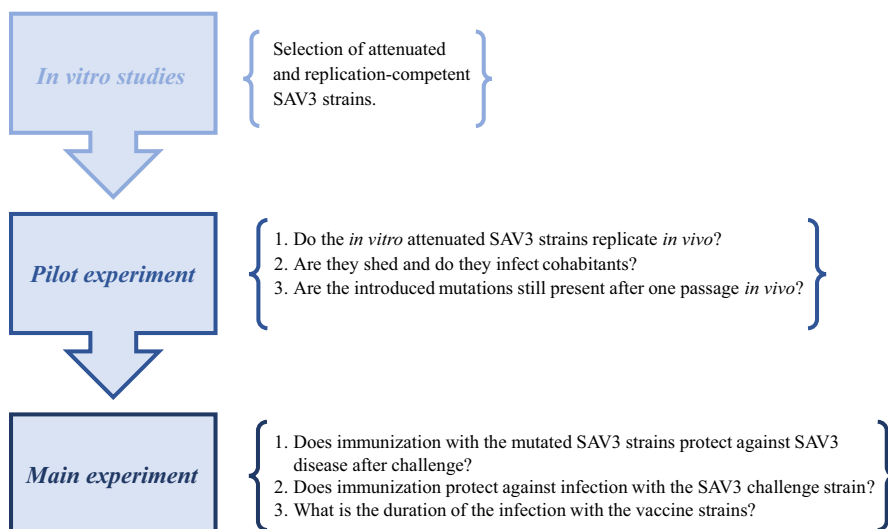 In vitro studies
Selection of attenuated
and replication-competent
SAV3 strains.
Pilot experiment
1. Do the in vitro attenuated SAV3 strains replicate in vivo?
2. Are they shed and do they infect cohabitants?
3. Are the introduced mutations still present after one passage in vivo?
Main experiment
1. Does immunization with the mutated SAV3 strains protect against SAV3
disease after challenge?
2. Does immunization protect against infection with the SAV3 challenge strain?
3. What is the duration of the infection with the vaccine strains?